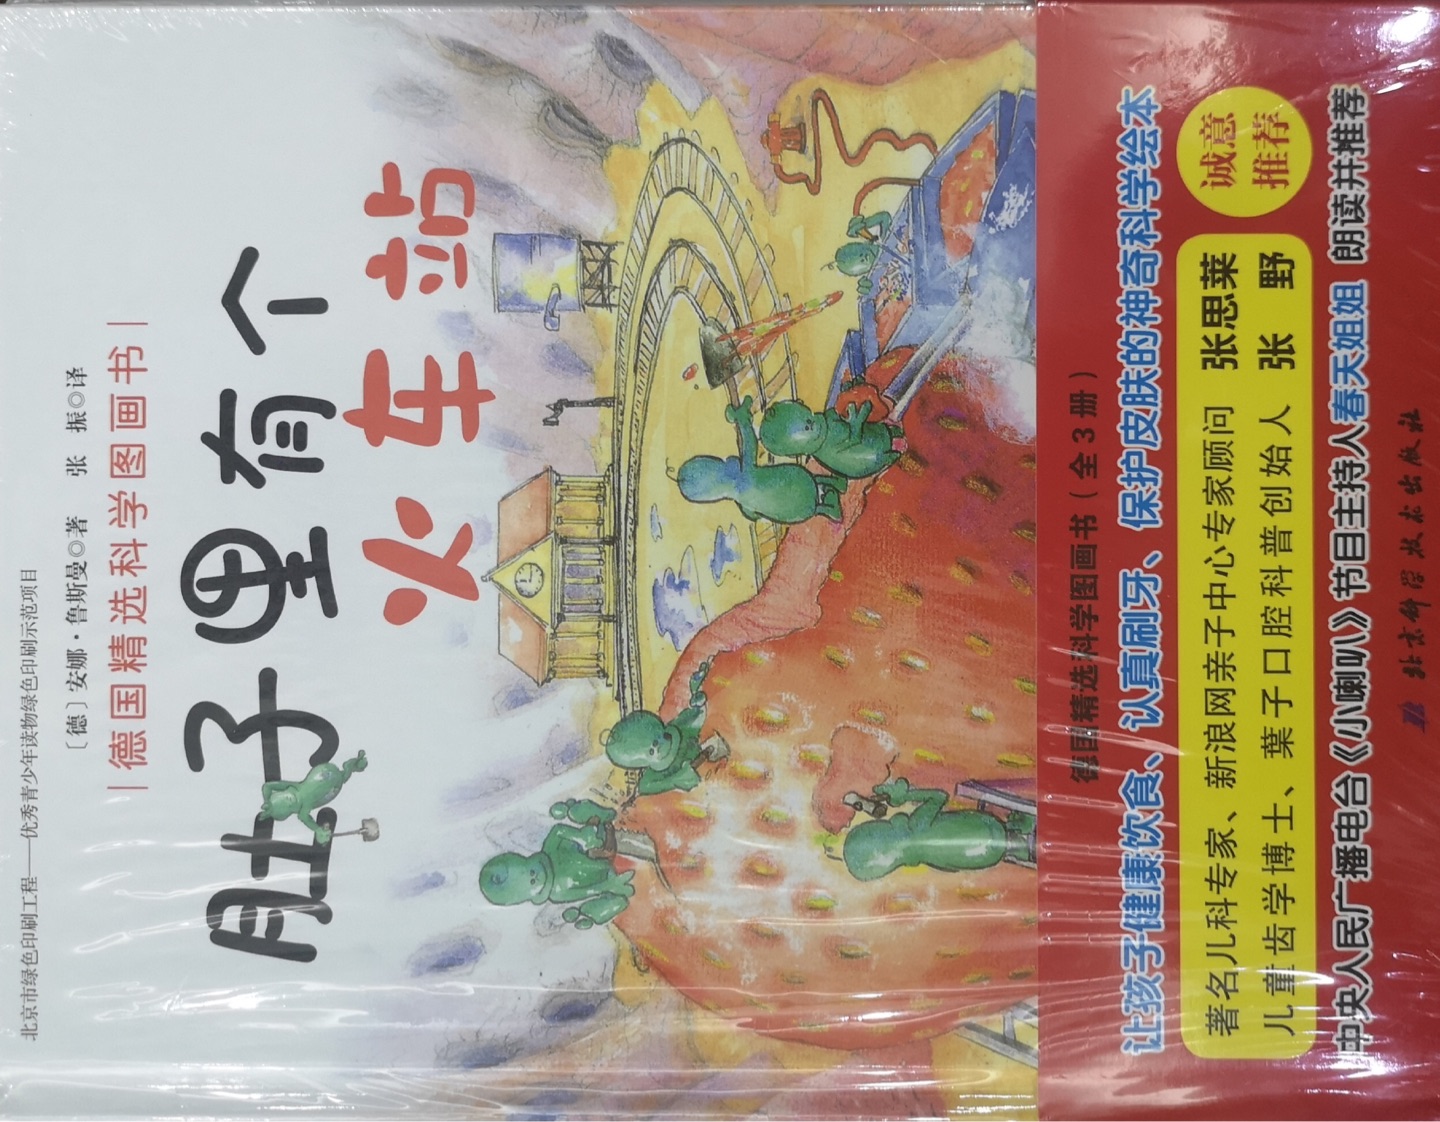 北京市绿色印刷工程——优秀青少年读物绿色印刷示范项目
〔德〕安娜·鲁斯曼◎著 张 振◎译
德国精选科学图画书
肚子里有个
火车站
德国精选科学图画书（全3册）
让孩子健康饮食、认真刷牙、保护皮肤的神奇科学绘本
著名儿科专家、新浪网亲子中心专家顾问 张思莱
儿童齿学博士、葉子口腔科普创始人 张 野
诚意
推荐
中央人民广播电台《小喇叭》节目主持人春天姐姐 朗读并推荐
北京科学技术出版社